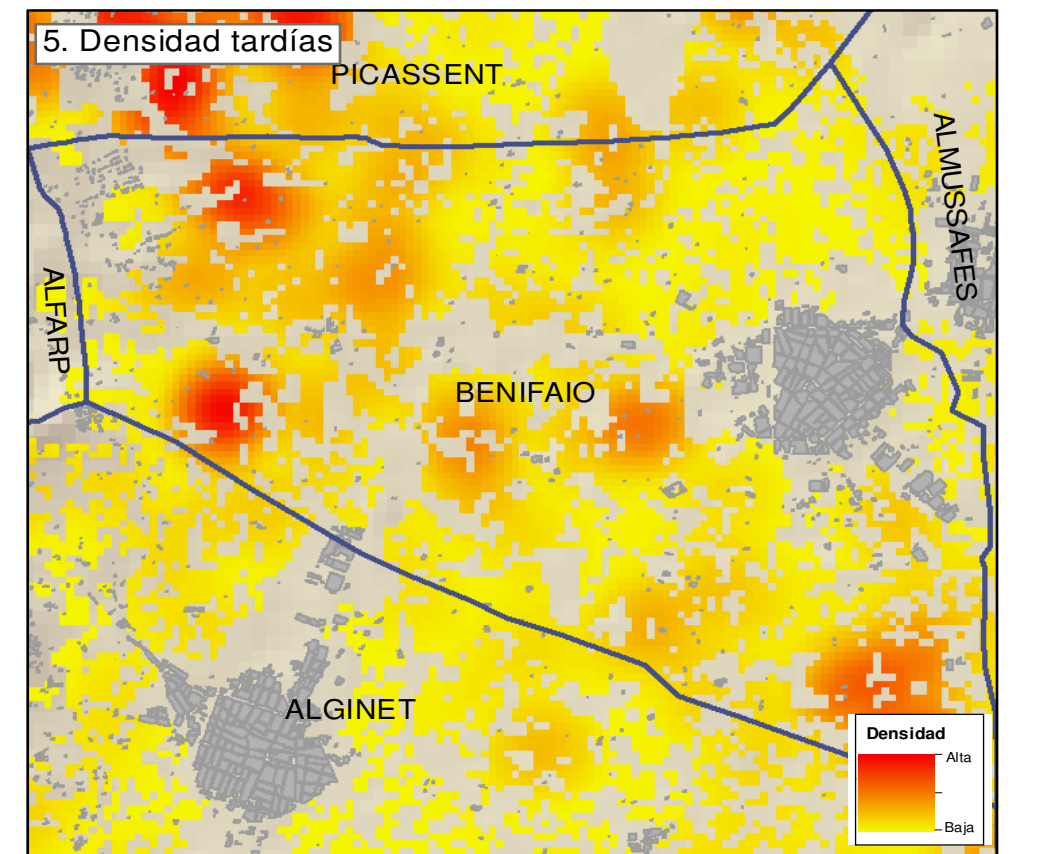 5. Densidad tardías
PICASSENT
ALMUSSAFES
ALFARP
BENIFAIO
ALGINET
Densidad
Alta
Baja